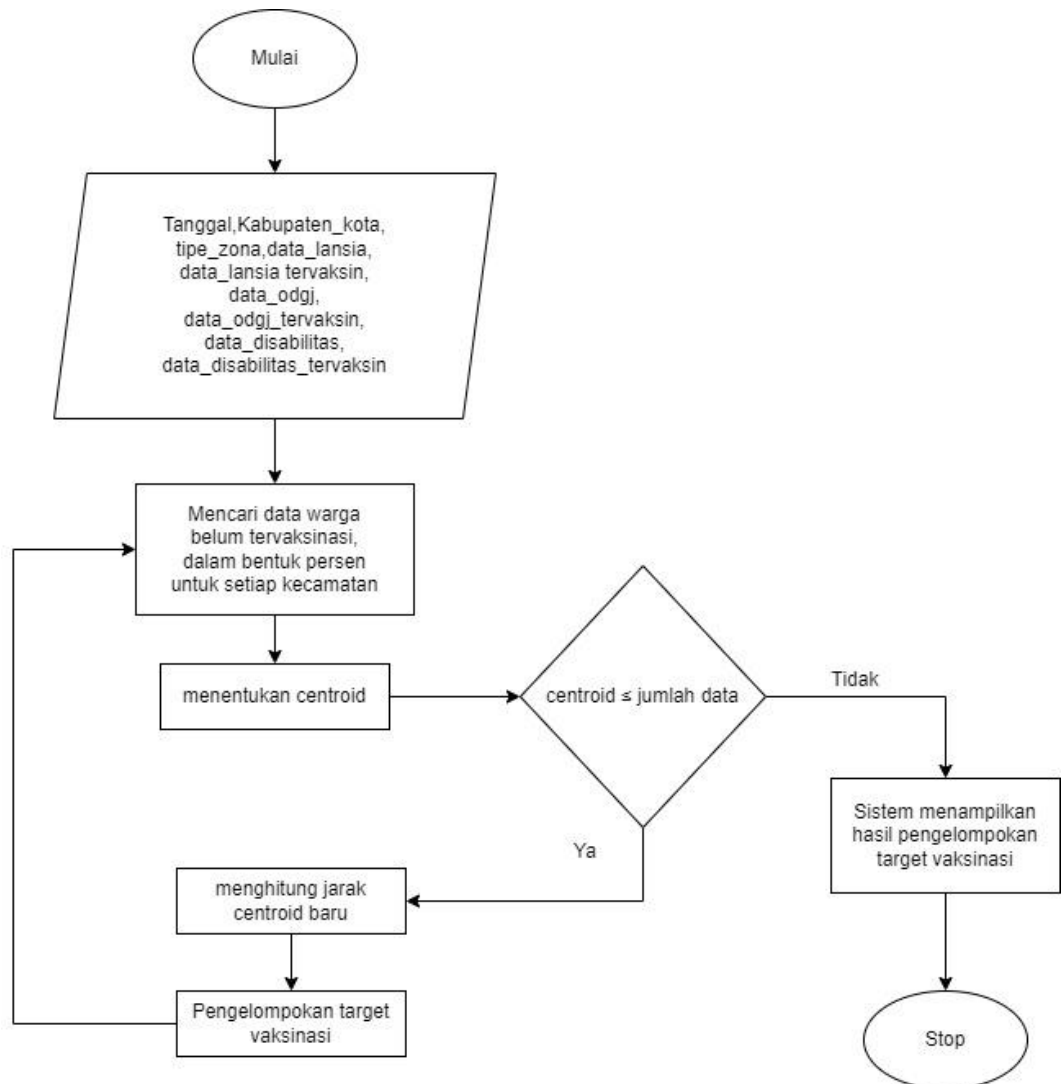 Mulai
Tanggal,Kabupaten_kota,
tipe_zona,data_lansia,
data_lansia tervaksin,
data_odgj,
data_odgj_tervaksin,
data_disabilitas,
data_disabilitas_tervaksin
Mencari data warga
belum tervaksinasi,
dalam bentuk persen
untuk setiap kecamatan
menentukan centroid
centroid ≤ jumlah data
Tidak
Sistem menampilkan
hasil pengelompokan
target vaksinasi
Ya
menghitung jarak
centroid baru
Pengelompokan target
vaksinasi
Stop